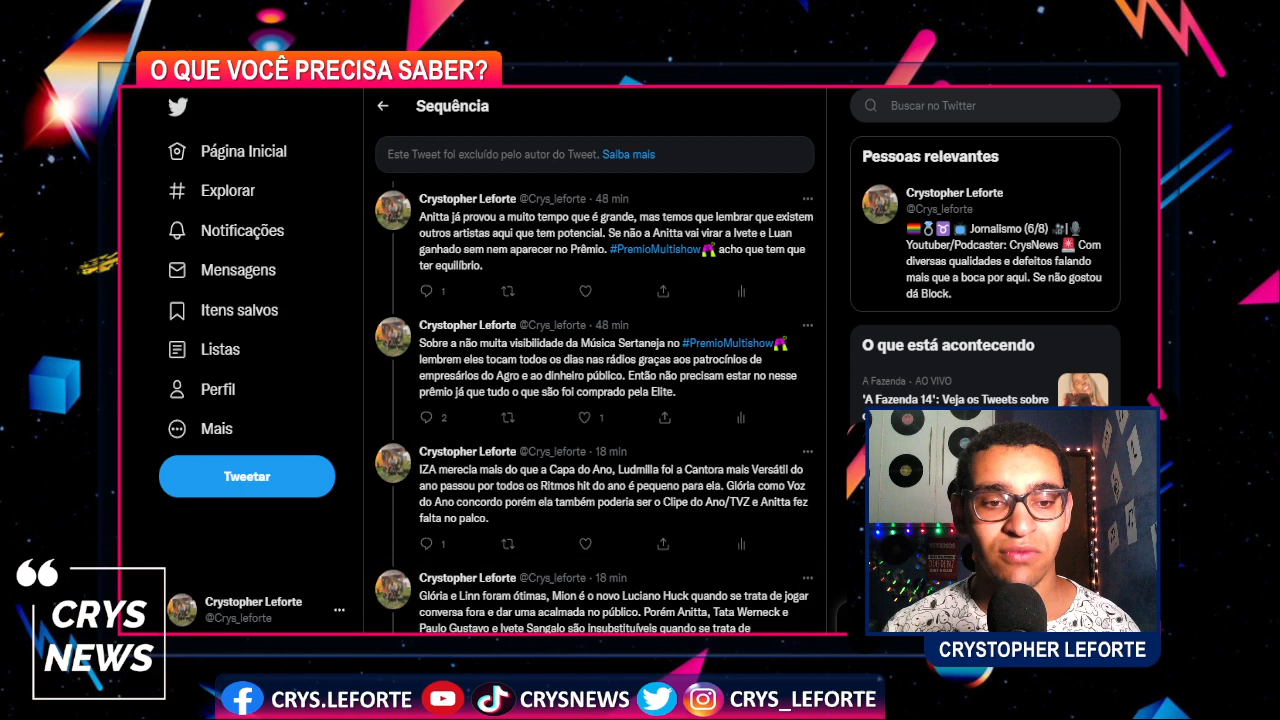 O QUE VOCÊ PRECISA SABER?
Página Inicial
Explorar
Notificações
Mensagens
Itens salvos
Listas
Perfil
Mais
Tweetar
Crystopher Leforte
@Crys_leforte
Sequência
Este Tweet foi excluído pelo autor do Tweet. Saiba mais
Crystopher Leforte @Crys_leforte · 48 min
Anitta já provou a muito tempo que é grande, mas temos que lembrar que existem
outros artistas aqui que tem potencial. Se não a Anitta vai virar a Ivete e Luan
ganhado sem nem aparecer no Prêmio. #PremioMultishow acho que tem que
ter equilíbrio.
1
Crystopher Leforte @Crys_leforte · 48 min
Sobre a não muita visibilidade da Música Sertaneja no #PremioMultishow
lembrem eles tocam todos os dias nas rádios graças aos patrocínios de
empresários do Agro e ao dinheiro público. Então não precisam estar no nesse
prêmio já que tudo o que são foi comprado pela Elite.
2 1
Crystopher Leforte @Crys_leforte · 18 min
IZA merecia mais do que a Capa do Ano, Ludmilla foi a Cantora mais Versátil do
ano passou por todos os Ritmos hit do ano é pequeno para ela. Glória como Voz
do Ano concordo porém ela também poderia ser o Clipe do Ano/TVZ e Anitta fez
falta no palco.
1
Crystopher Leforte @Crys_leforte · 18 min
Glória e Linn foram ótimas, Mion é o novo Luciano Huck quando se trata de jogar
conversa fora e dar uma acalmada no público. Porém Anitta, Tata Werneck e
Paulo Gustavo e Ivete Sangalo são insubstituíveis quando se trata de
Buscar no Twitter
Pessoas relevantes
Crystopher Leforte
@Crys_leforte
Jornalismo (6/8)
Youtuber/Podcaster: CrysNews Com
diversas qualidades e defeitos falando
mais que a boca por aqui. Se não gostou
dá Block.
O que está acontecendo
A Fazenda · AO VIVO
'A Fazenda 14': Veja os Tweets sobre
CRYSTOPHER LEFORTE
CRYS
NEWS
CRYS.LEFORTE CRYSNEWS CRYS_LEFORTE